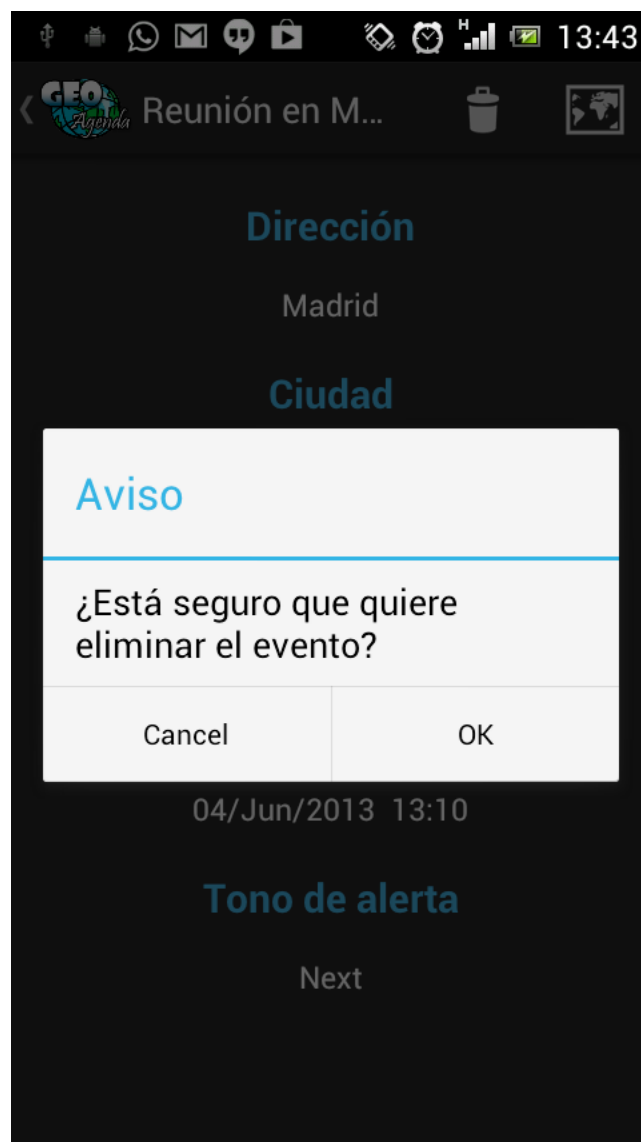 H 13:43
GEO Agenda Reunión en M...
Dirección
Madrid
Ciudad
Aviso
¿Está seguro que quiere
eliminar el evento?
Cancel OK
04/Jun/2013 13:10
Tono de alerta
Next